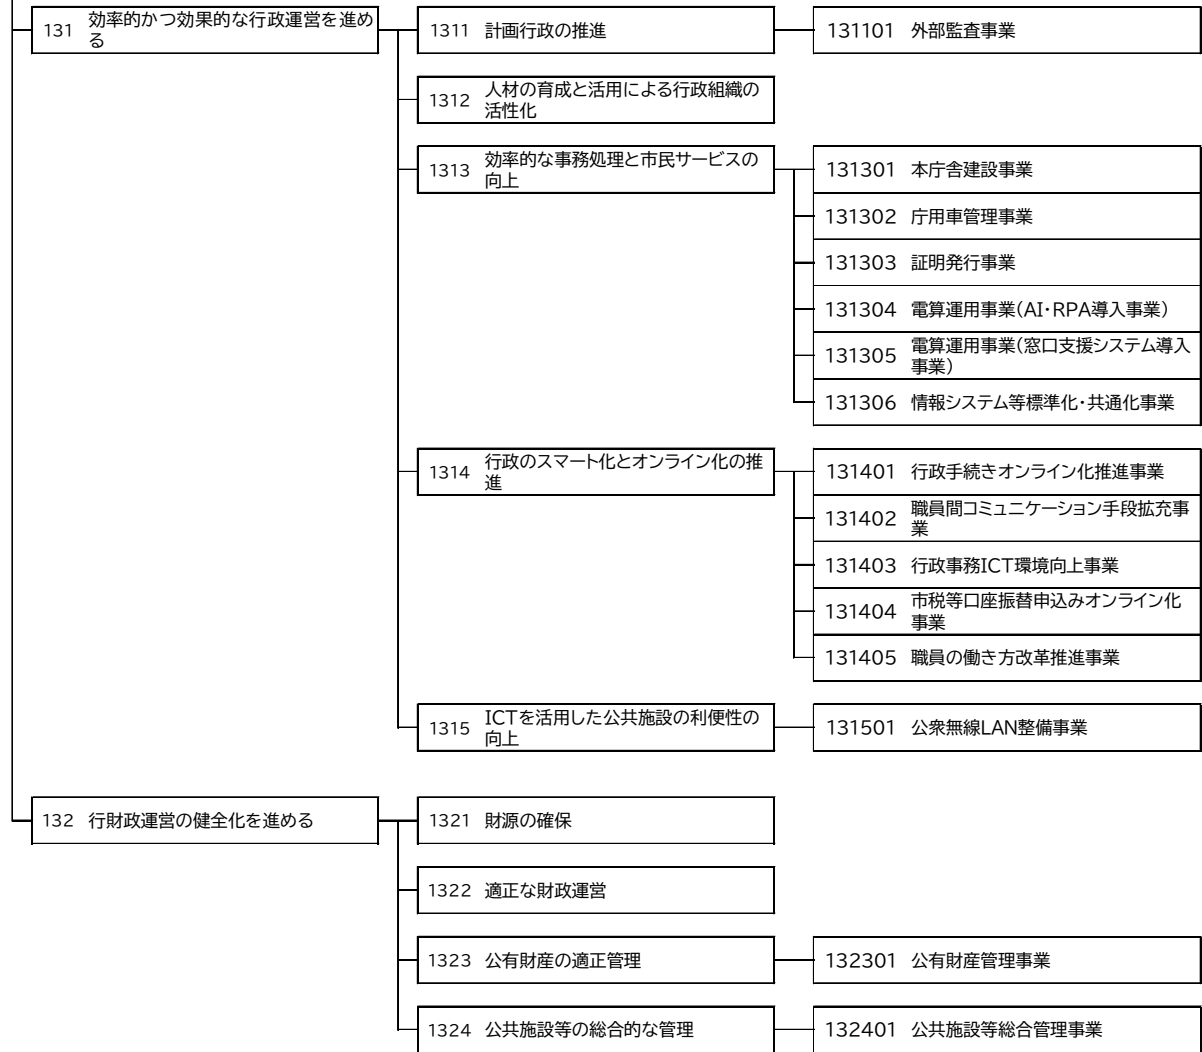 131 効率的かつ効果的な行政運営を進め
る
1311 計画行政の推進
131101 外部監査事業
1312 人材の育成と活用による行政組織の
活性化
1313 効率的な事務処理と市民サービスの
向上
131301 本庁舎建設事業
131302 庁用車管理事業
131303 証明発行事業
131304 電算運用事業(AI・RPA導入事業)
131305 電算運用事業(窓口支援システム導入
事業)
131306 情報システム等標準化・共通化事業
1314 行政のスマート化とオンライン化の推
進
131401 行政手続きオンライン化推進事業
131402 職員間コミュニケーション手段拡充事
業
131403 行政事務ICT環境向上事業
131404 市税等口座振替申込みオンライン化
事業
131405 職員の働き方改革推進事業
1315 ICTを活用した公共施設の利便性の
向上
131501 公衆無線LAN整備事業
132 行財政運営の健全化を進める
1321 財源の確保
1322 適正な財政運営
1323 公有財産の適正管理
132301 公有財産管理事業
1324 公共施設等の総合的な管理
132401 公共施設等総合管理事業